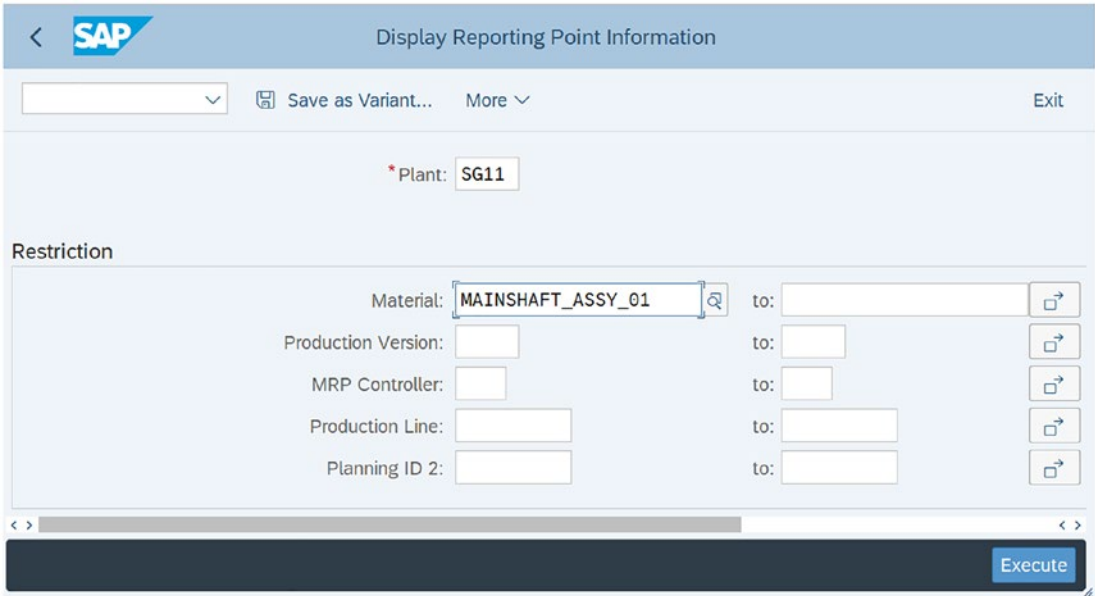 SAP Display Reporting Point Information
Save as Variant... More Exit
*Plant: SG11
Restriction
Material: MAINSHAFT_ASSY_01 to:
Production Version: to:
MRP Controller: to:
Production Line: to:
Planning ID 2: to:
Execute